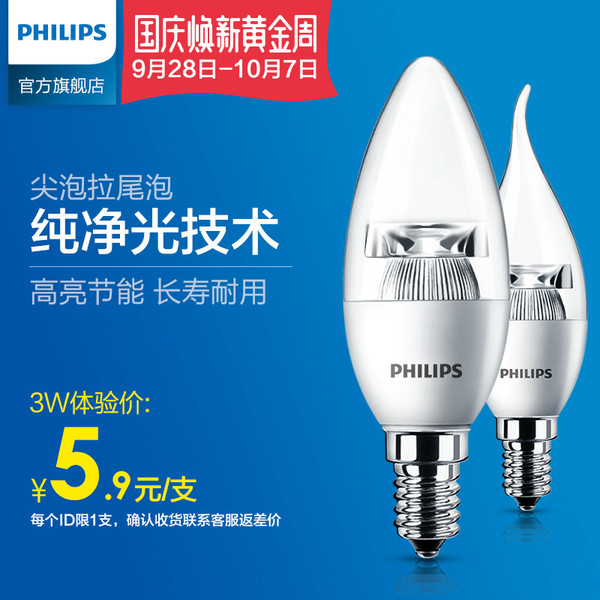 PHILIPS
官方旗舰店
国庆焕新黄金周
9月28日-10月7日
尖泡拉尾泡
纯净光技术
高亮节能 长寿耐用
3W体验价:
¥5.9元/支
每个ID限1支，确认收货联系客服返差价
PHILIPS
PHILIPS